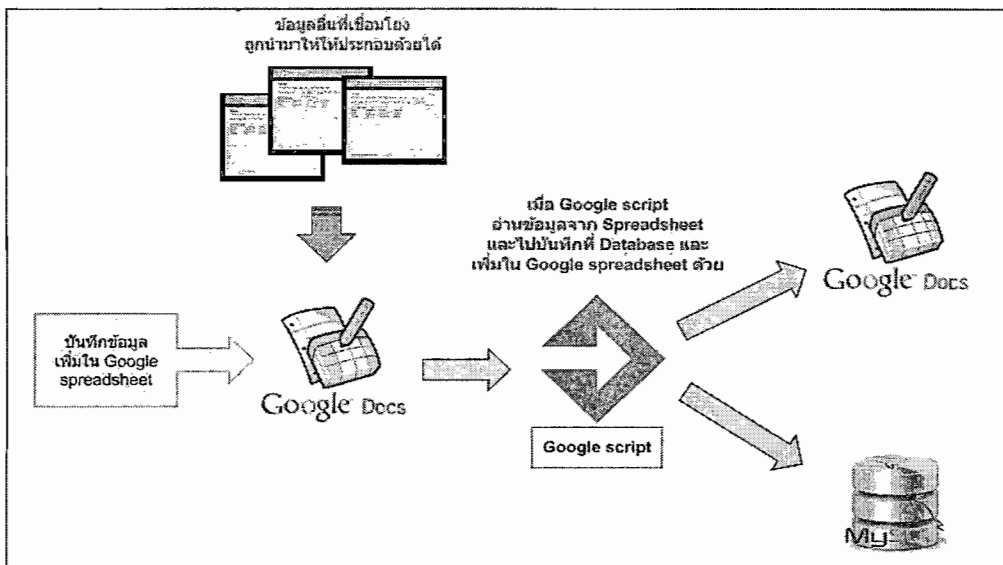 ข้อมูลอื่นที่เชื่อมโยง
ถูกนำมาให้ให้ประกอบด้วยได้
เมื่อ Google script
อ่านข้อมูลจาก Spreadsheet
และไปบันทึกที่ Database และ
เพิ่มใน Google spreadsheet ด้วย
Google Docs
บันทึกข้อมูล
เพิ่มใน Google
spreadsheet
Google Docs
Google script
My